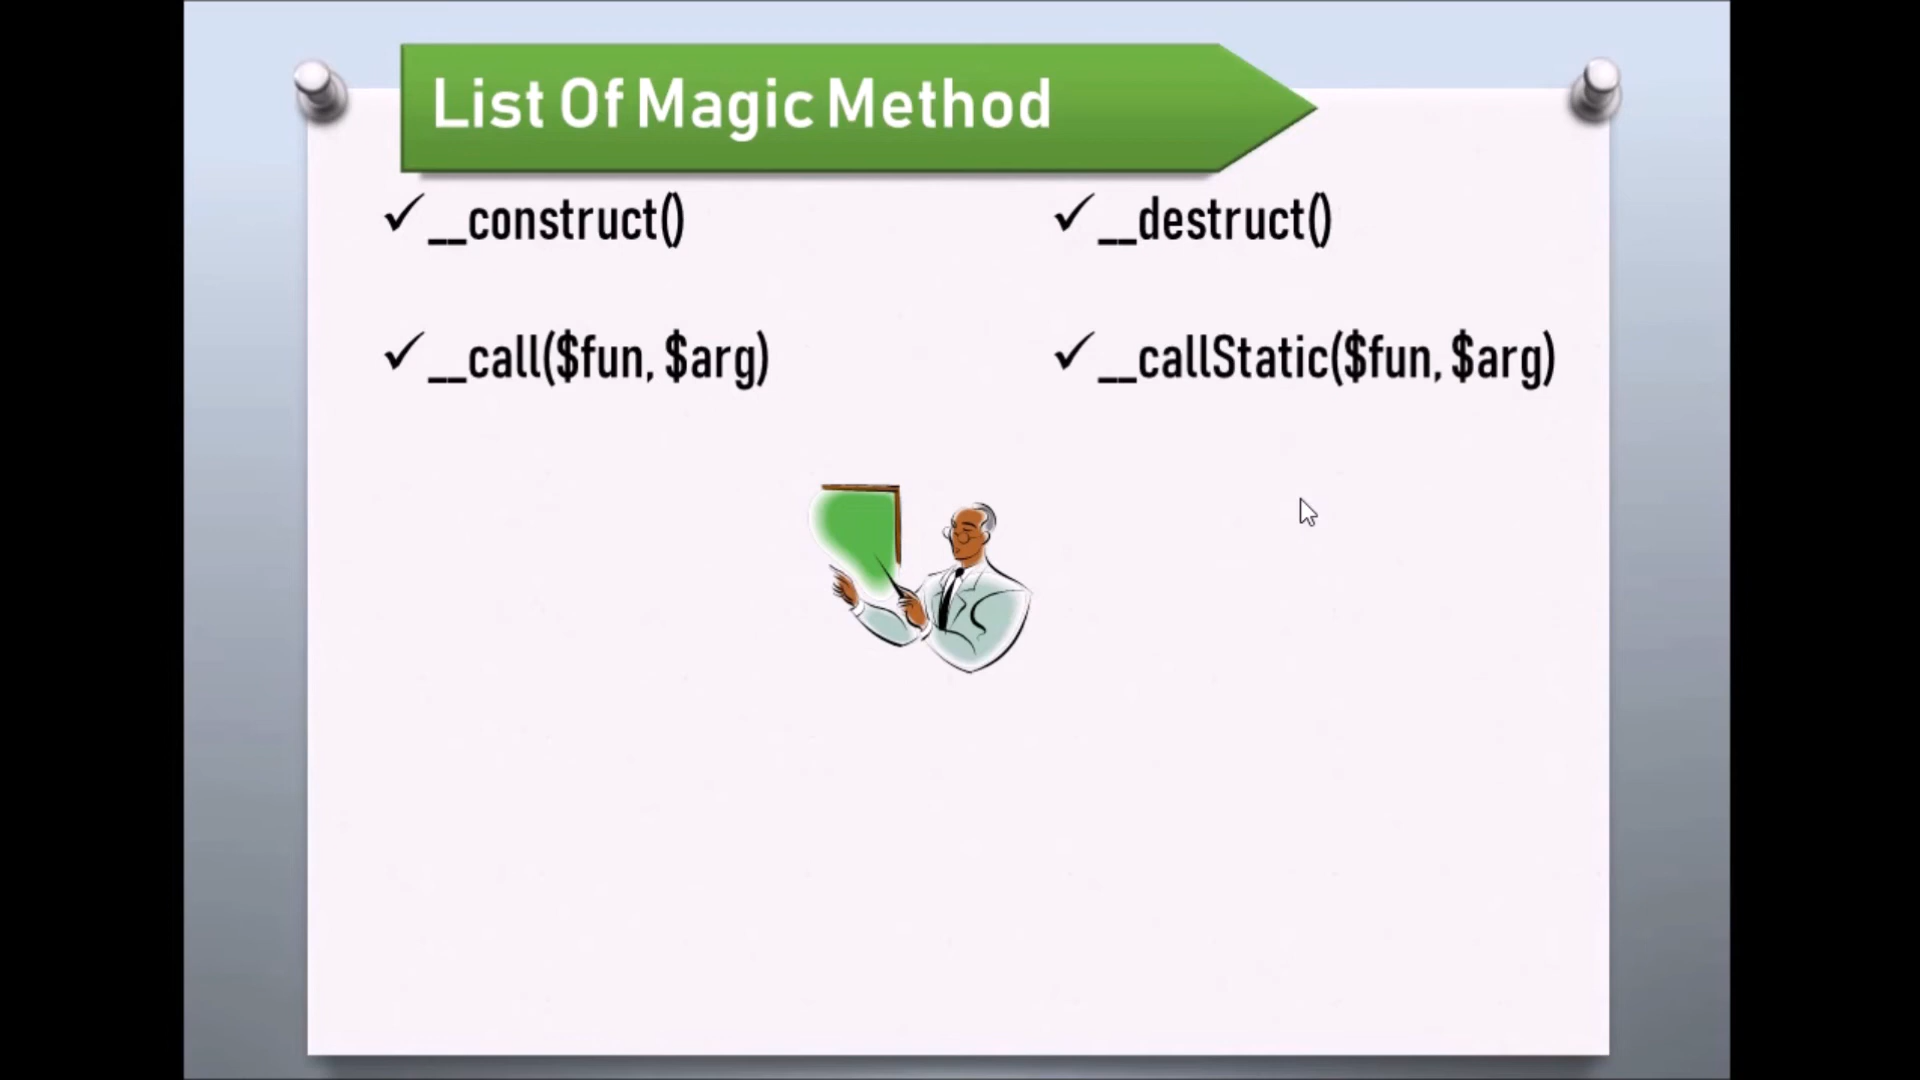 List Of Magic Method
✓ __construct()
✓ __destruct()
✓ __call($fun, $arg)
✓ __callStatic($fun, $arg)